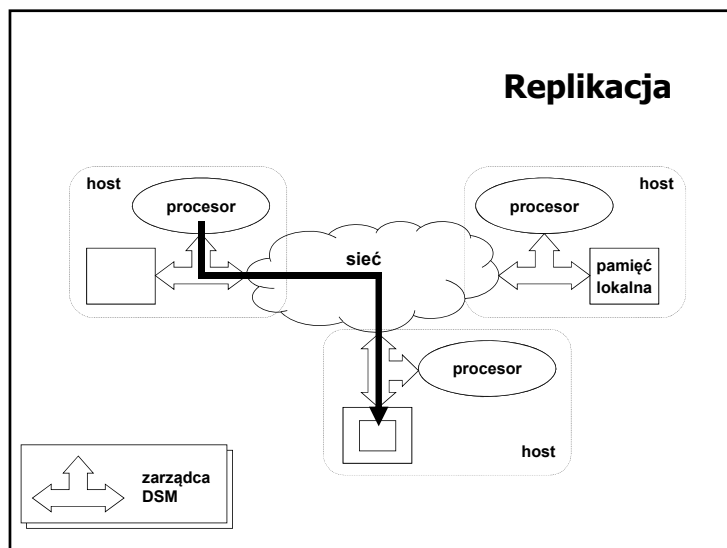 Replikacja
host
procesor
sieć
procesor
host
pamięć
lokalna
procesor
host
zarządca
DSM